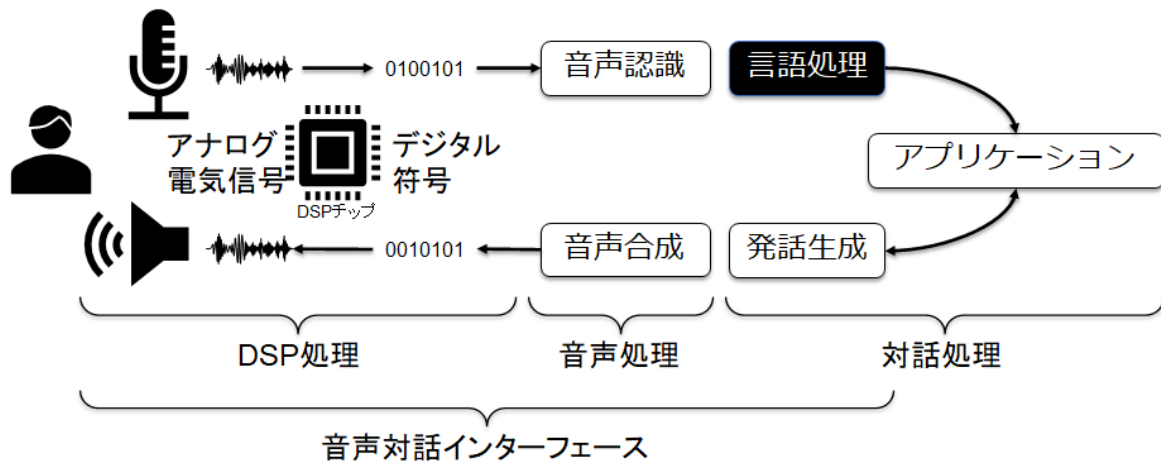 0100101
音声認識
言語処理
アナログ
電気信号
デジタル
符号
DSPチップ
アプリケーション
0010101
音声合成
発話生成
DSP処理
音声処理
対話処理
音声対話インターフェース